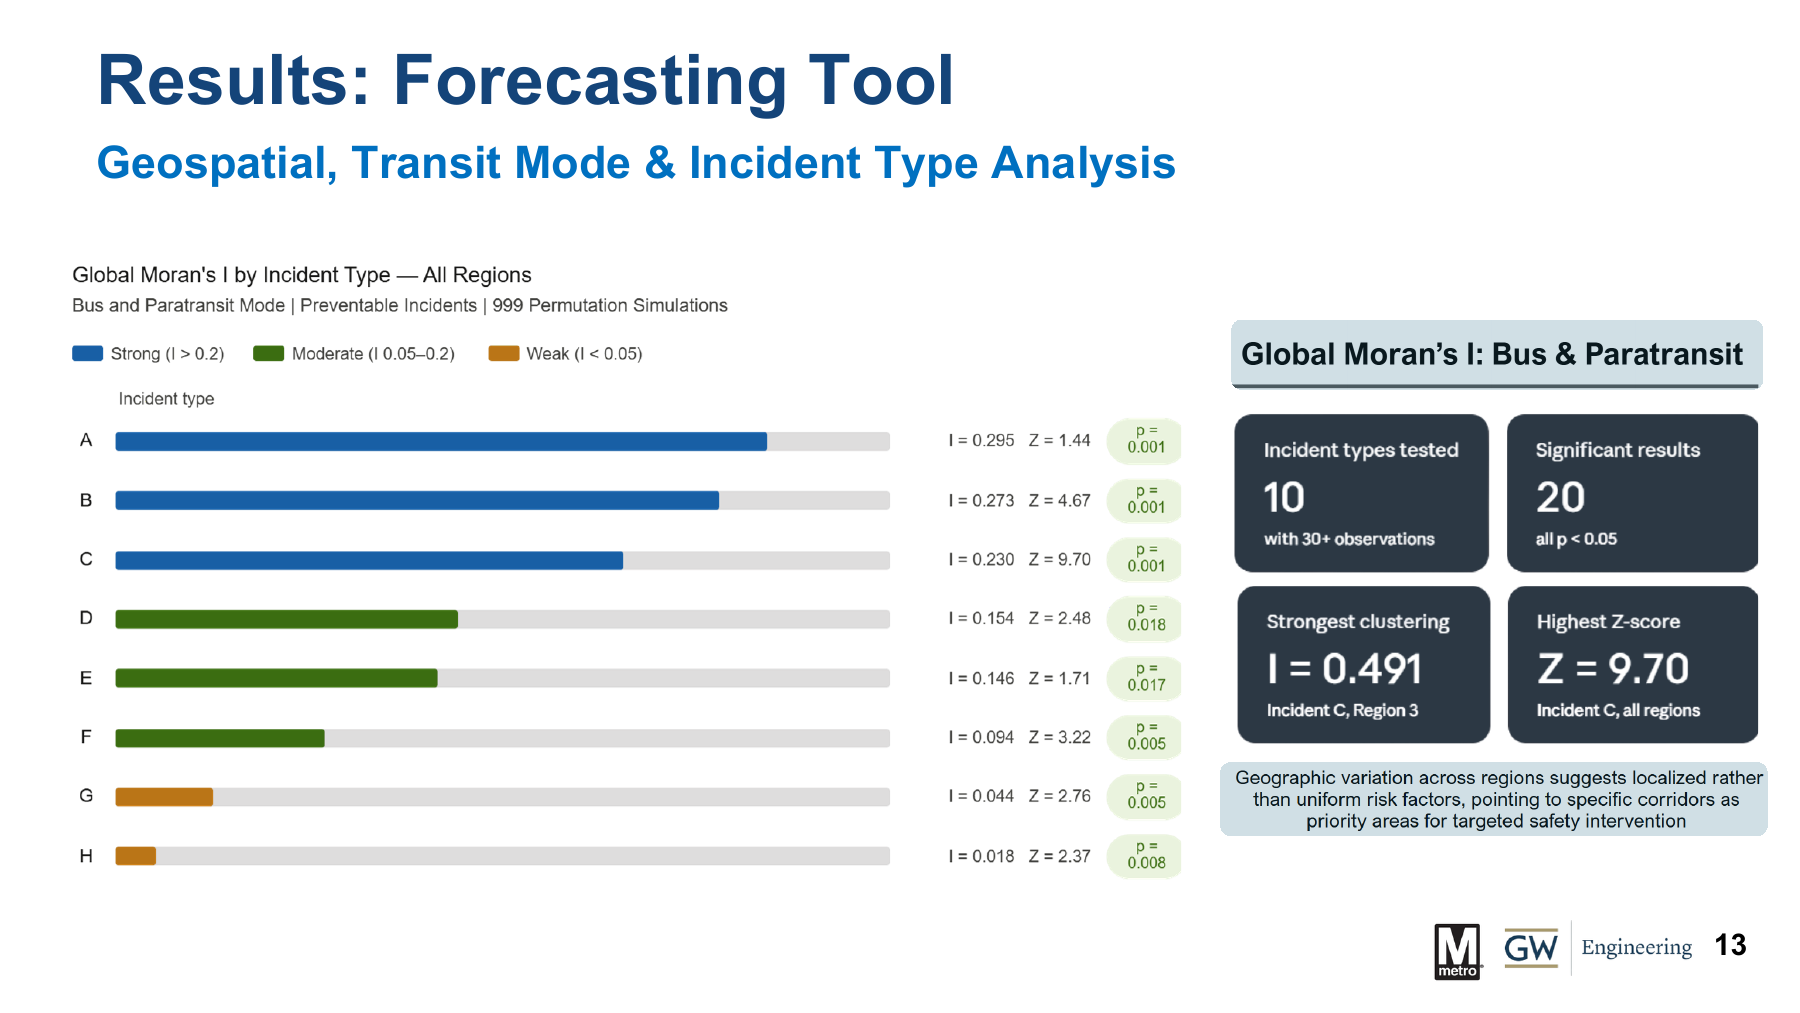 Results: Forecasting Tool
Geospatial, Transit Mode & Incident Type Analysis
Global Moran's I by Incident Type — All Regions
Bus and Paratransit Mode | Preventable Incidents | 999 Permutation Simulations
Strong (I > 0.2) Moderate (I 0.05–0.2) Weak (I < 0.05)
Incident type
A I = 0.295 Z = 1.44 p =
0.001
B I = 0.273 Z = 4.67 p =
0.001
C I = 0.230 Z = 9.70 p =
0.001
D I = 0.154 Z = 2.48 p =
0.018
E I = 0.146 Z = 1.71 p =
0.017
F I = 0.094 Z = 3.22 p =
0.005
G I = 0.044 Z = 2.76 p =
0.005
H I = 0.018 Z = 2.37 p =
0.008
Global Moran’s I: Bus & Paratransit
Incident types tested
10
with 30+ observations
Significant results
20
all p < 0.05
Strongest clustering
I = 0.491
Incident C, Region 3
Highest Z-score
Z = 9.70
Incident C, all regions
Geographic variation across regions suggests localized rather
than uniform risk factors, pointing to specific corridors as
priority areas for targeted safety intervention
M
metro
GW Engineering
13